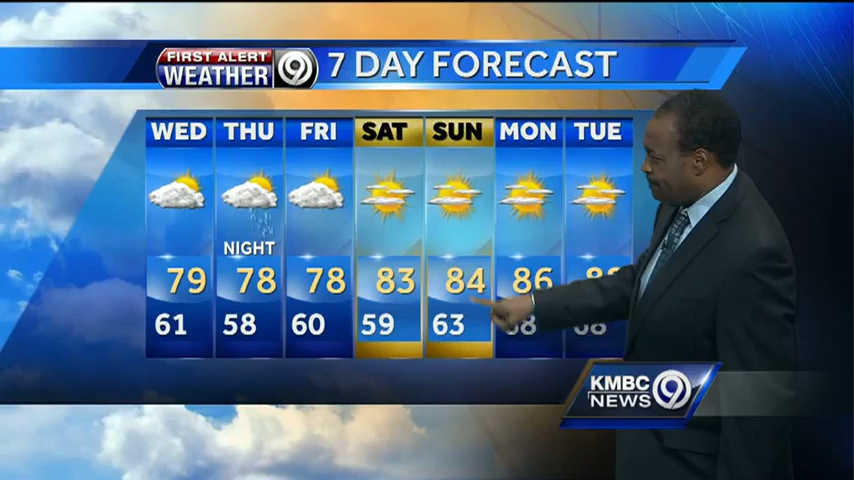 FIRST ALERT
WEATHER 9
7 DAY FORECAST
WED THU FRI SAT SUN MON TUE
NIGHT
79 78 78 83 84 86
61 58 60 59 63 68
KMBC 9
NEWS